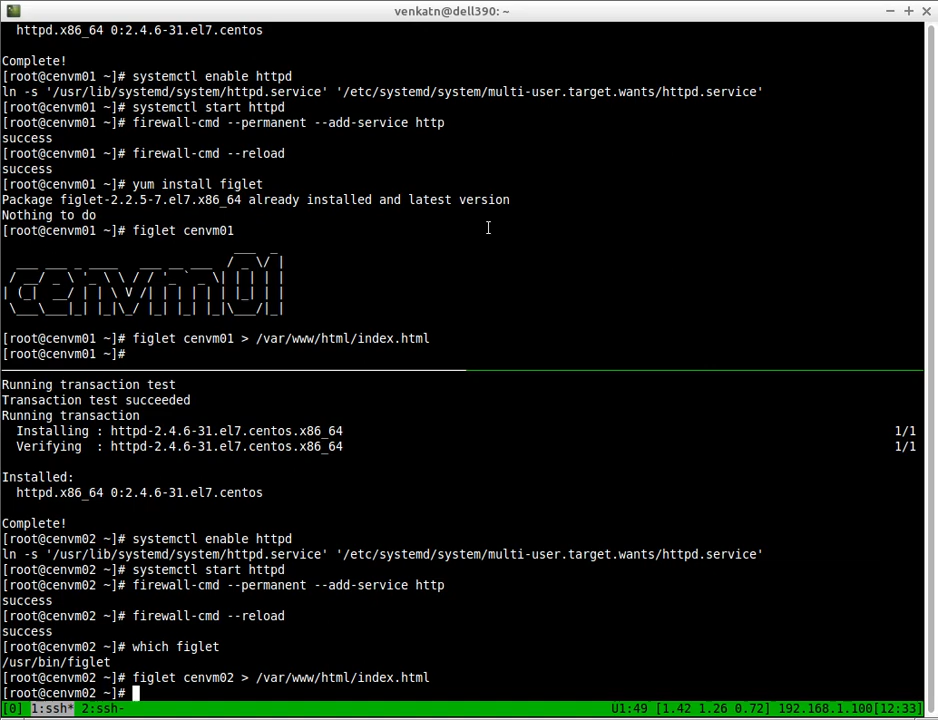 venkatn@dell390: ~
httpd.x86_64 0:2.4.6-31.el7.centos
Complete!
[root@cenvm01 ~]# systemctl enable httpd
ln -s '/usr/lib/systemd/system/httpd.service' '/etc/systemd/system/multi-user.target.wants/httpd.service'
[root@cenvm01 ~]# systemctl start httpd
[root@cenvm01 ~]# firewall-cmd --permanent --add-service http
success
[root@cenvm01 ~]# firewall-cmd --reload
success
[root@cenvm01 ~]# yum install figlet
Package figlet-2.2.5-7.el7.x86_64 already installed and latest version
Nothing to do
[root@cenvm01 ~]# figlet cenvm01
cenvm01
[root@cenvm01 ~]# figlet cenvm01 > /var/www/html/index.html
[root@cenvm01 ~]#
Running transaction test
Transaction test succeeded
Running transaction
Installing : httpd-2.4.6-31.el7.centos.x86_64 1/1
Verifying : httpd-2.4.6-31.el7.centos.x86_64 1/1
Installed:
httpd.x86_64 0:2.4.6-31.el7.centos
Complete!
[root@cenvm02 ~]# systemctl enable httpd
ln -s '/usr/lib/systemd/system/httpd.service' '/etc/systemd/system/multi-user.target.wants/httpd.service'
[root@cenvm02 ~]# systemctl start httpd
[root@cenvm02 ~]# firewall-cmd --permanent --add-service http
success
[root@cenvm02 ~]# firewall-cmd --reload
success
[root@cenvm02 ~]# which figlet
/usr/bin/figlet
[root@cenvm02 ~]# figlet cenvm02 > /var/www/html/index.html
[root@cenvm02 ~]#
[0] 1:ssh* 2:ssh- U1:49 [1.42 1.26 0.72] 192.168.1.100[12:33]